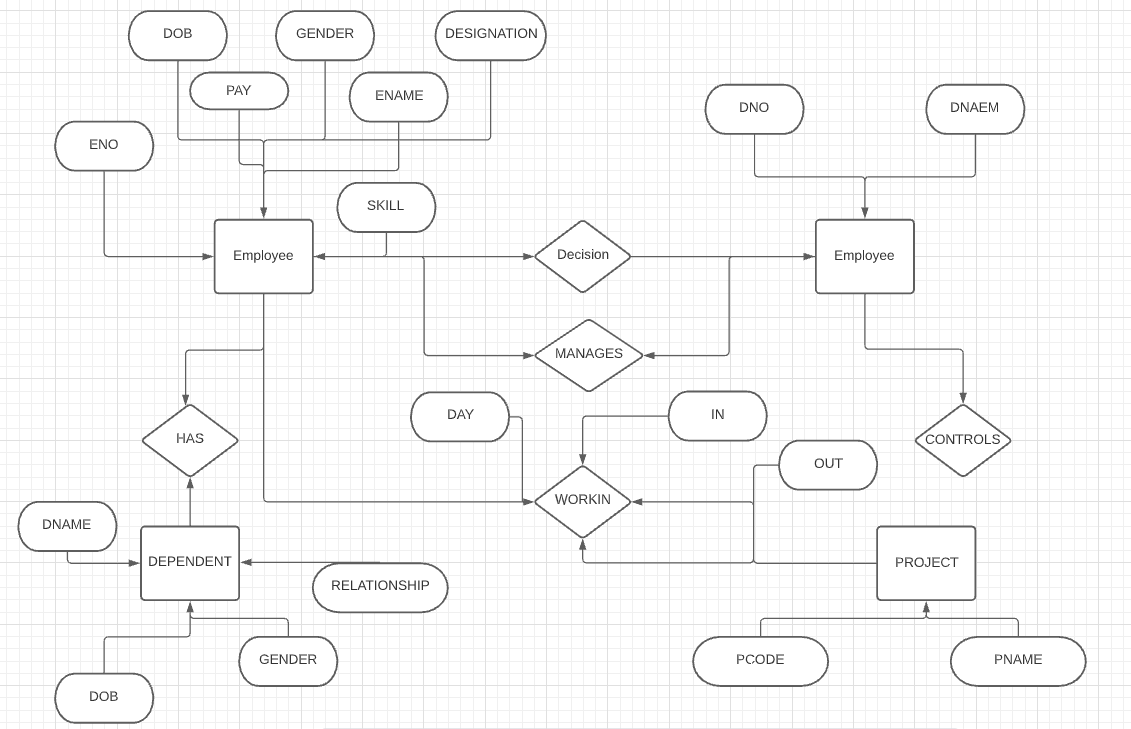 DOB
GENDER
DESIGNATION
PAY
ENAME
DNO
DNAEM
ENO
SKILL
Employee
Decision
Employee
MANAGES
DAY
IN
HAS
CONTROLS
OUT
WORKIN
DNAME
DEPENDENT
PROJECT
RELATIONSHIP
GENDER
PCODE
PNAME
DOB